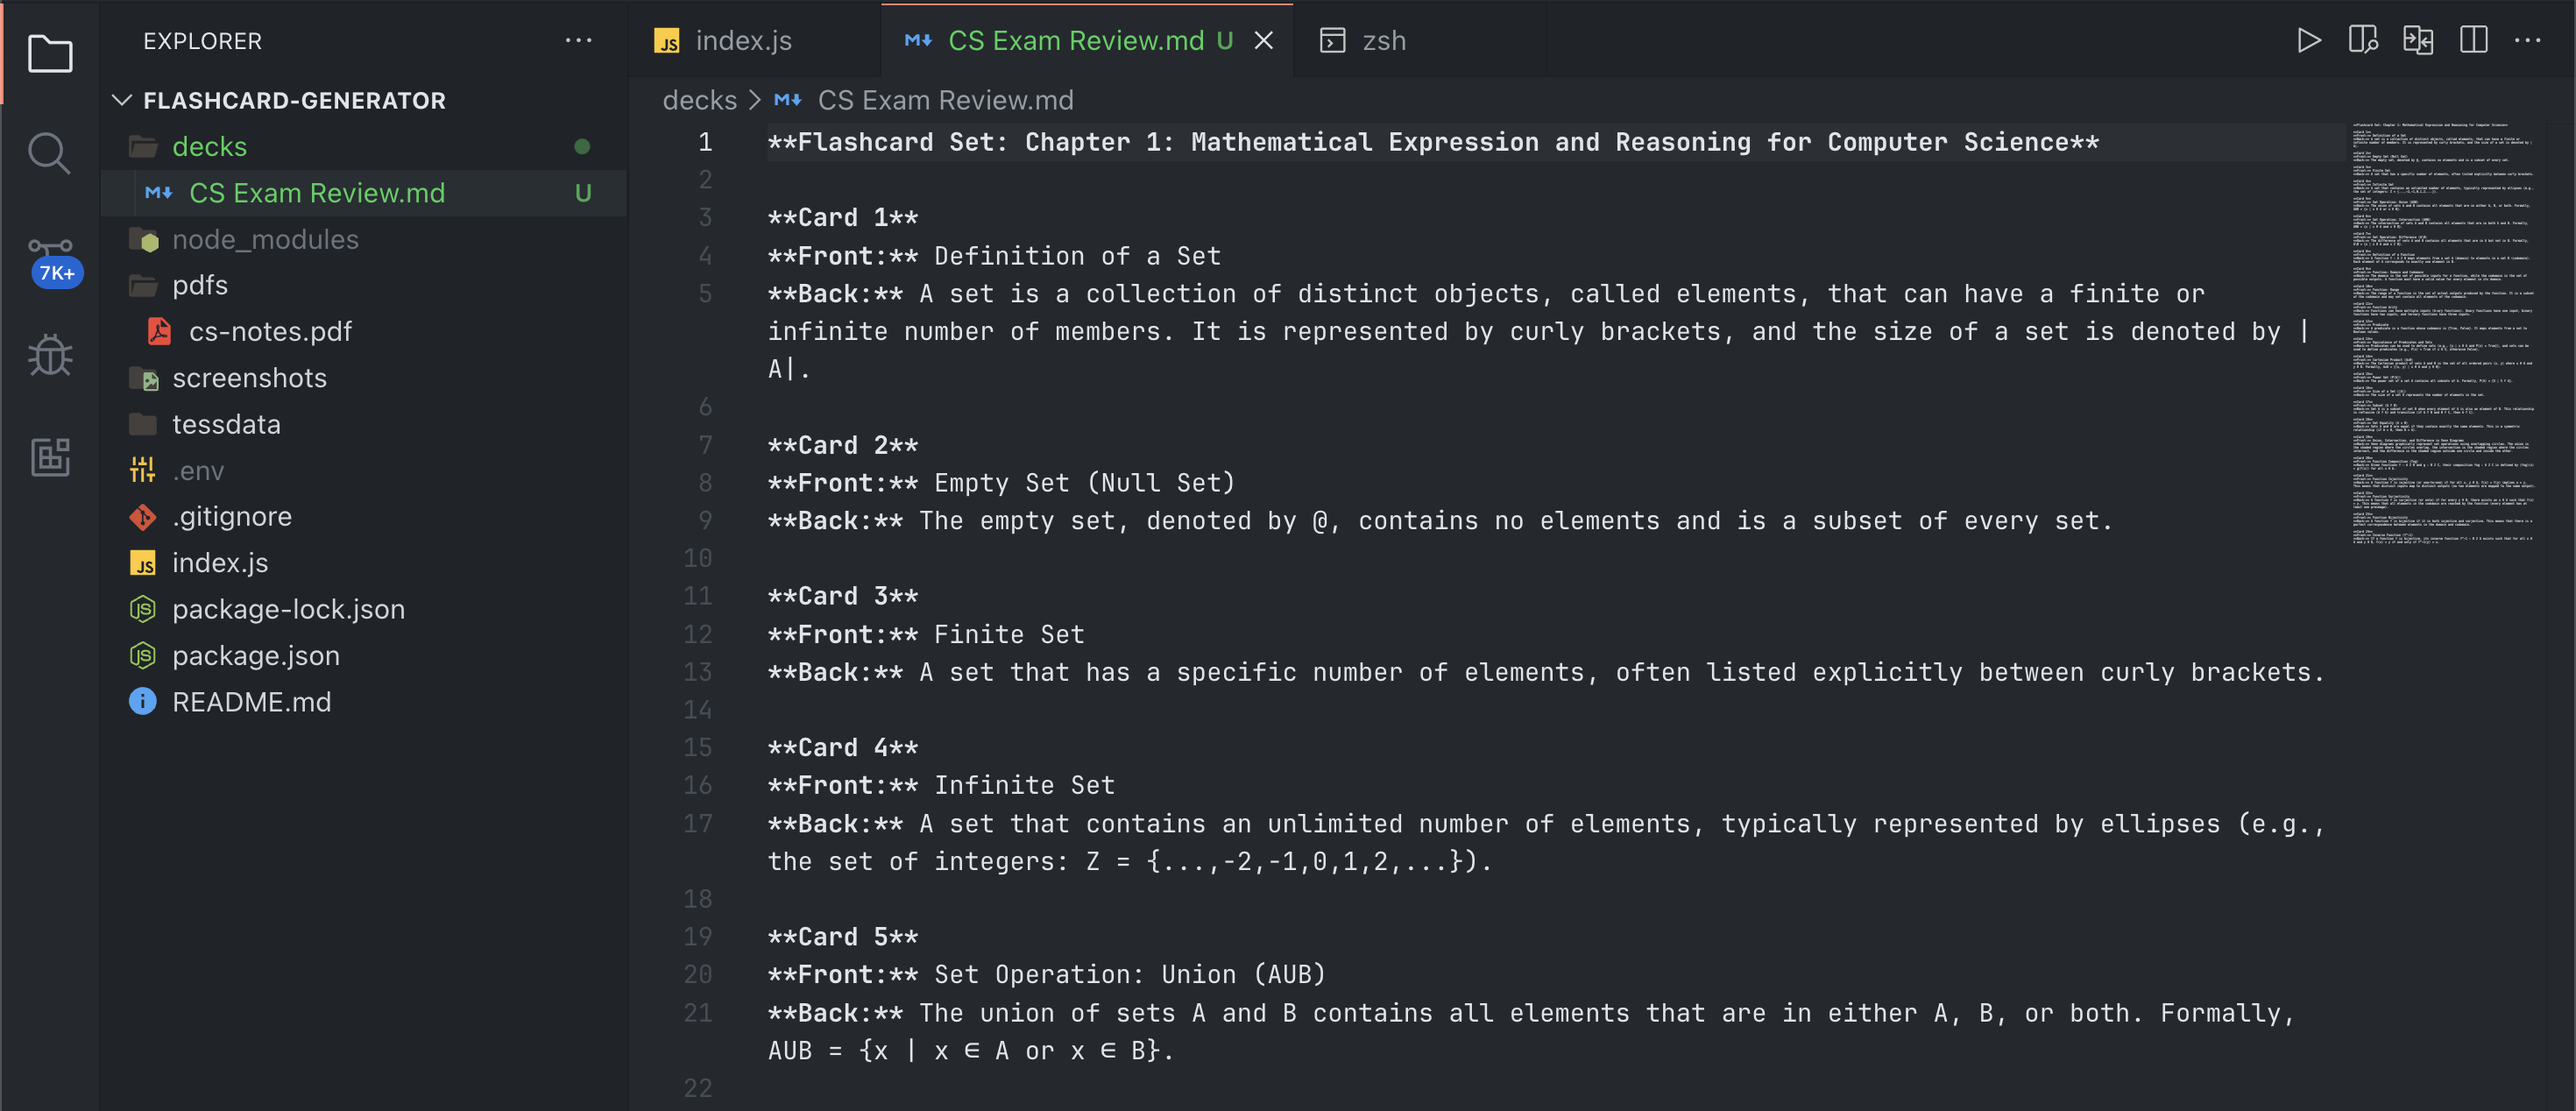 EXPLORER
FLASHCARD-GENERATOR
decks
CS Exam Review.md U
node_modules
7K+
pdfs
cs-notes.pdf
screenshots
tessdata
.env
.gitignore
index.js
package-lock.json
package.json
README.md
index.js
CS Exam Review.md U
zsh
decks > CS Exam Review.md
1 **Flashcard Set: Chapter 1: Mathematical Expression and Reasoning for Computer Science**
2
3 **Card 1**
4 **Front:** Definition of a Set
5 **Back:** A set is a collection of distinct objects, called elements, that can have a finite or
infinite number of members. It is represented by curly brackets, and the size of a set is denoted by |
A|.
6
7 **Card 2**
8 **Front:** Empty Set (Null Set)
9 **Back:** The empty set, denoted by @, contains no elements and is a subset of every set.
10
11 **Card 3**
12 **Front:** Finite Set
13 **Back:** A set that has a specific number of elements, often listed explicitly between curly brackets.
14
15 **Card 4**
16 **Front:** Infinite Set
17 **Back:** A set that contains an unlimited number of elements, typically represented by ellipses (e.g.,
the set of integers: Z = {...,-2,-1,0,1,2,...}).
18
19 **Card 5**
20 **Front:** Set Operation: Union (AUB)
21 **Back:** The union of sets A and B contains all elements that are in either A, B, or both. Formally,
AUB = {x | x ∈ A or x ∈ B}.
22